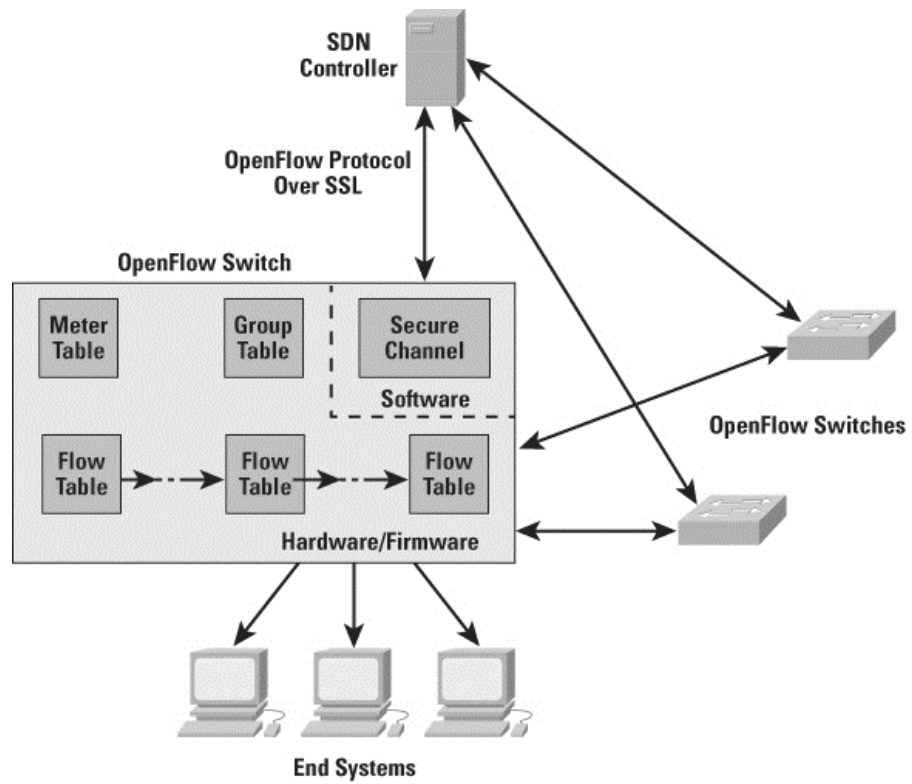 SDN
Controller
OpenFlow Protocol
Over SSL
OpenFlow Switch
Meter
Table
Group
Table
Secure
Channel
Software
OpenFlow Switches
Flow
Table
Flow
Table
Flow
Table
Hardware/Firmware
End Systems